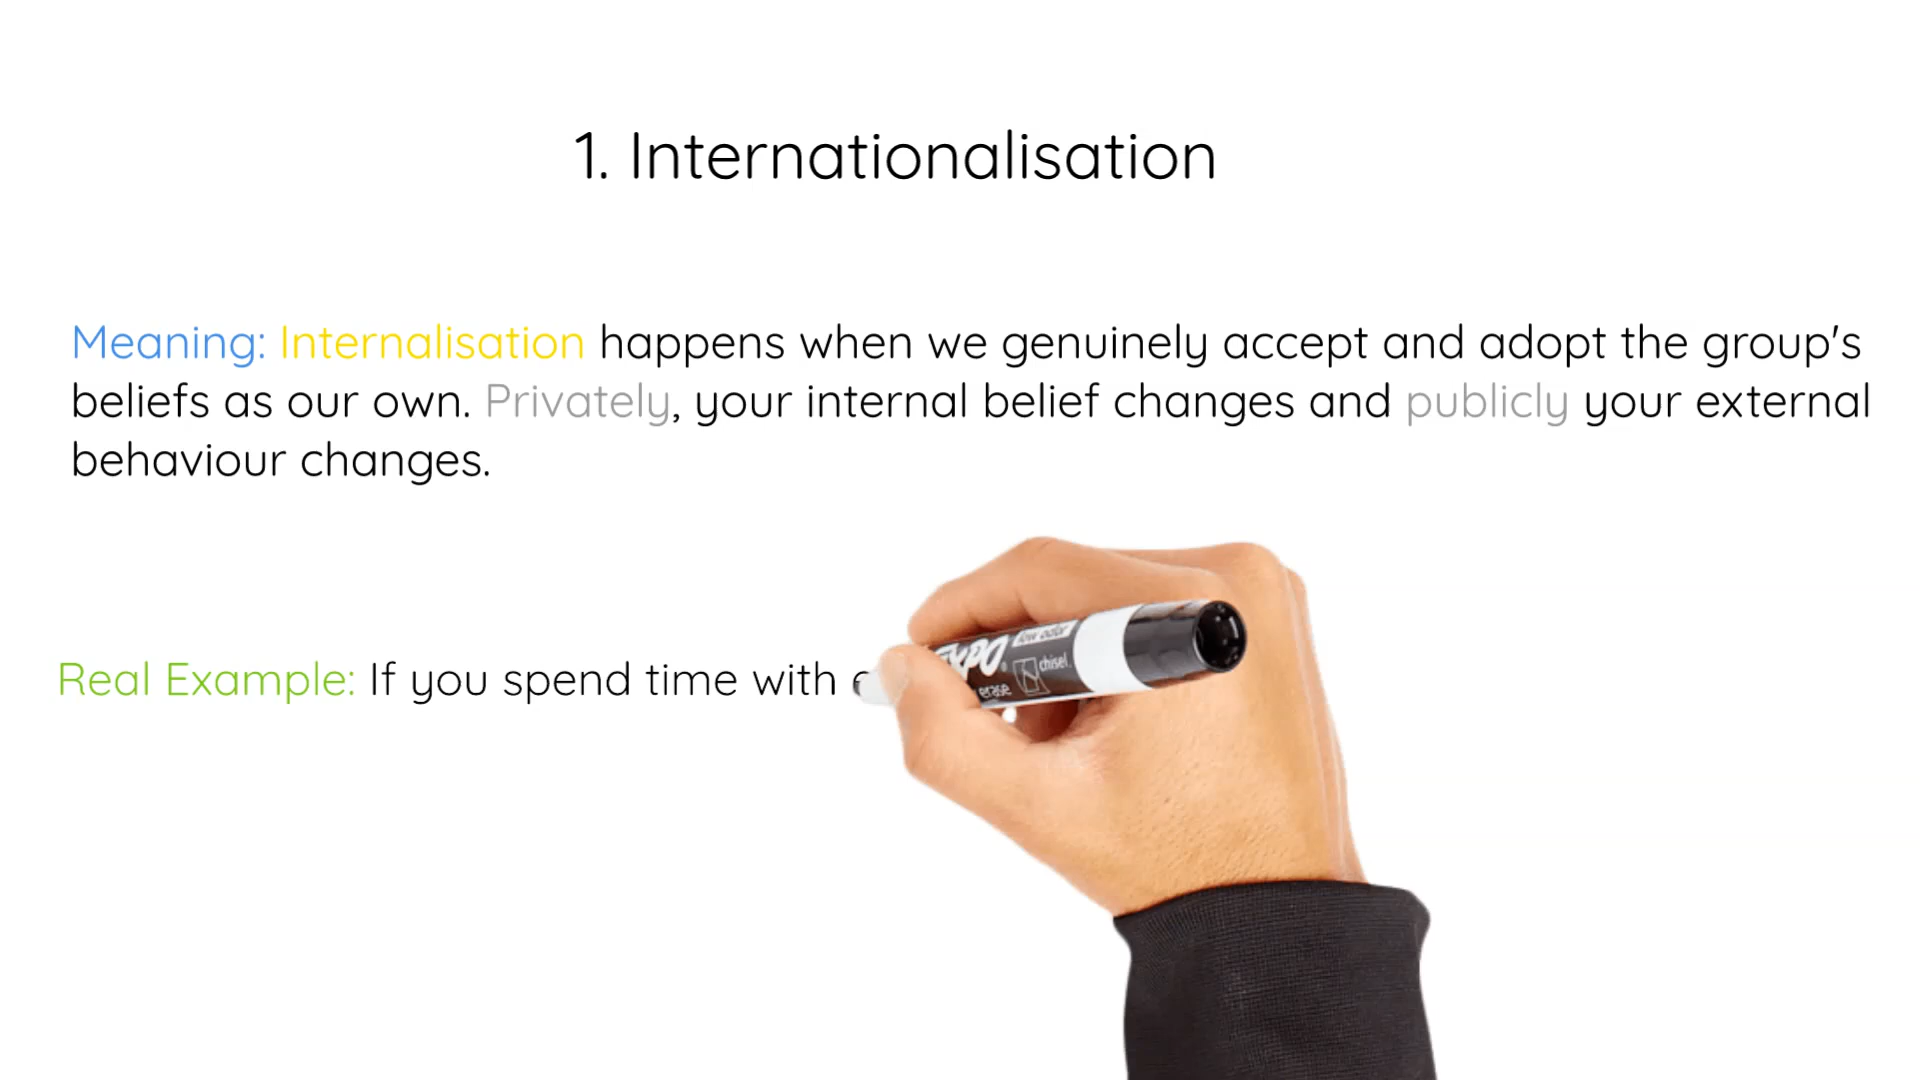 1. Internationalisation
Meaning: Internalisation happens when we genuinely accept and adopt the group's
beliefs as our own. Privately, your internal belief changes and publicly your external
behaviour changes.
low odor
chisel.
erase
Real Example: If you spend time with